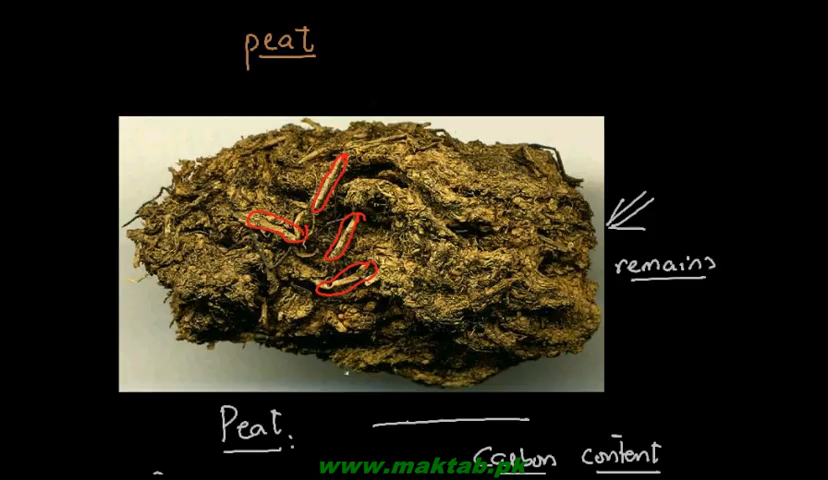 peat
remains
Peat:
Carbon content
www.maktab.pk